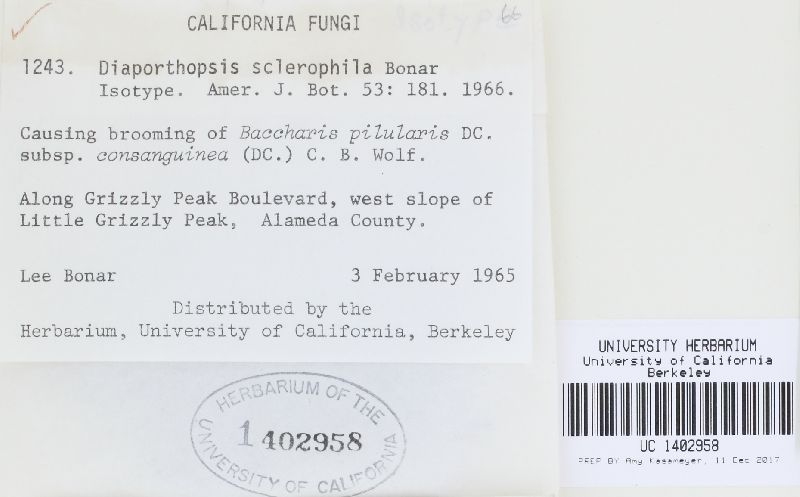 CALIFORNIA FUNGI
Isotype 66
1243. Diaporthopsis sclerophila Bonar
Isotype. Amer. J. Bot. 53: 181. 1966.
Causing brooming of Baccharis pilularis DC.
subsp. consanguinea (DC.) C. B. Wolf.
Along Grizzly Peak Boulevard, west slope of
Little Grizzly Peak, Alameda County.
Lee Bonar 3 February 1965
Distributed by the
Herbarium, University of California, Berkeley
HERBARIUM OF THE
1402958
UNIVERSITY OF CALIFORNIA
UNIVERSITY HERBARIUM
University of California
Berkeley
UC 1402958
PREP BY Amy Kasameyer, 11 Dec 2017